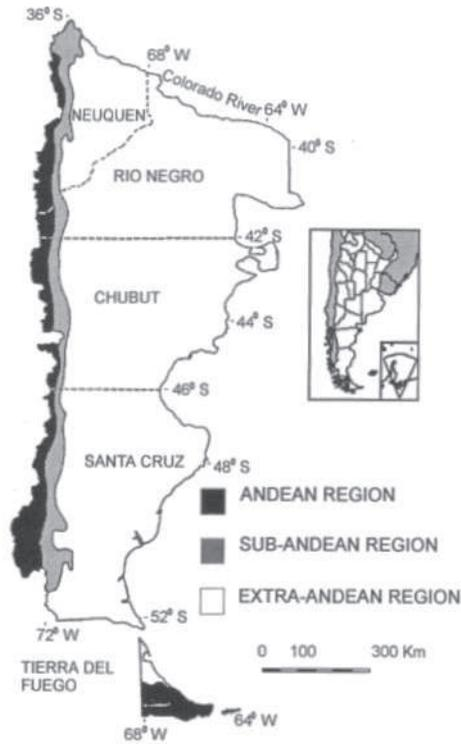 36° S
68° W
Colorado River
64° W
NEUQUEN
40° S
RIO NEGRO
42° S
CHUBUT
44° S
46° S
SANTA CRUZ
48° S
ANDEAN REGION
SUB-ANDEAN REGION
EXTRA-ANDEAN REGION
52° S
72° W
0 100 300 Km
TIERRA DEL
FUEGO
68° W
64° W